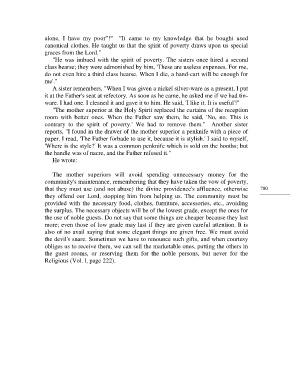 alone, I have my poor"!" "It came to my knowledge that he bought used
canonical clothes. He taught us that the spirit of poverty draws upon us special
graces from the Lord."
"He was imbued with the spirit of poverty. The sisters once hired a second
class hearse; they were admonished by him, 'These are useless expenses. For me,
do not even hire a third class hearse. When I die, a hand-cart will be enough for
me'."
A sister remembers, "When I was given a nickel silver-ware as a present, I put
it at the Father's seat at refectory. As soon as he came, he asked me if we had tin-
ware. I had one. I cleaned it and gave it to him. He said, 'I like it. It is useful!"
"The mother superior at the Holy Spirit replaced the curtains of the reception
room with better ones. When the Father saw them, he said, 'No, no. This is
contrary to the spirit of poverty.' We had to remove them." Another sister
reports, "I found in the drawer of the mother superior a penknife with a piece of
paper, I read, 'The Father forbade to use it, because it is stylish.' I said to myself,
'Where is the style?' It was a common penknife which is sold on the booths; but
the handle was of nacre, and the Father refused it."
He wrote:
The mother superiors will avoid spending unnecessary money for the
community's maintenance, remembering that they have taken the vow of poverty,
that they must use (and not abuse) the divine providence's affluence, otherwise
they offend our Lord, stopping him from helping us. The community must be
provided with the necessary food, clothes, furniture, accessories, etc., avoiding
the surplus. The necessary objects will be of the lowest grade, except the ones for
the use of noble guests. Do not say that some things are cheaper because they last
more; even those of low grade may last if they are given careful attention. It is
also of no avail saying that some elegant things are given free. We must avoid
the devil's snare. Sometimes we have to renounce such gifts, and when courtesy
obliges us to receive them, we can sell the marketable ones, putting the others in
the guest rooms, or reserving them for the noble persons, but never for the
Religious (Vol. I, page 222).